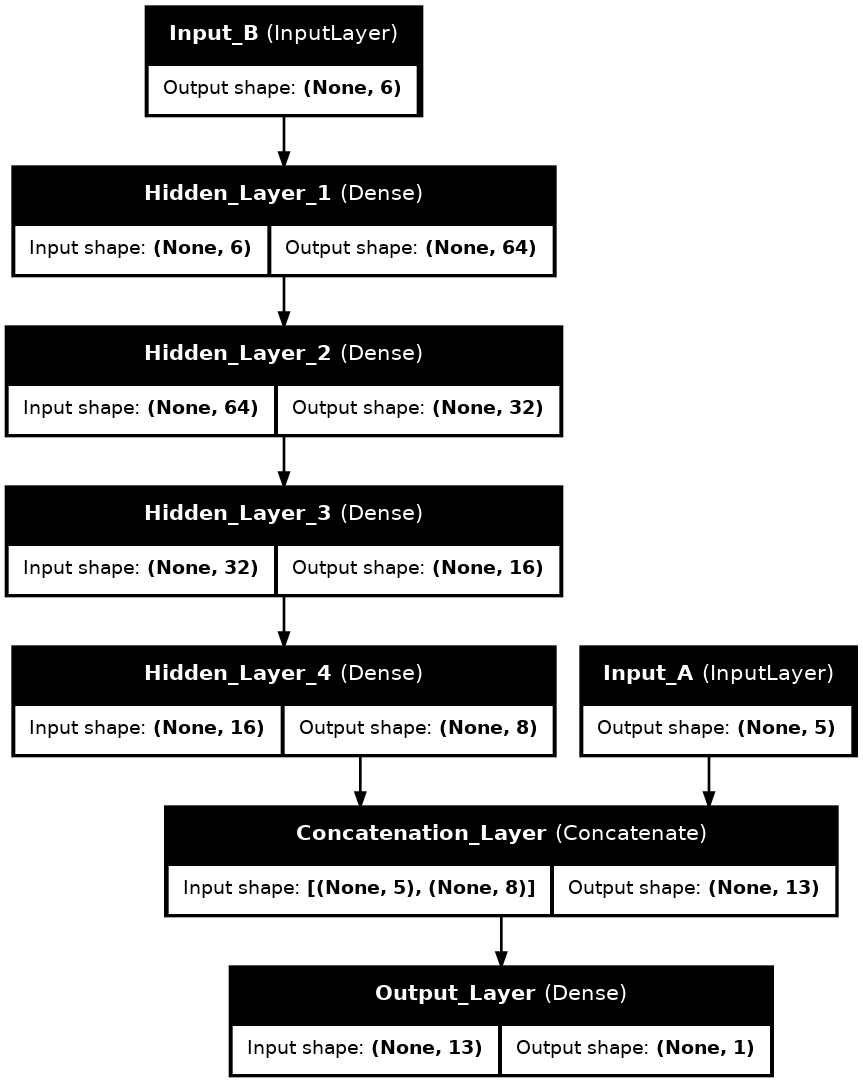 Input_B (InputLayer)
Output shape: (None, 6)
Hidden_Layer_1 (Dense)
Input shape: (None, 6) Output shape: (None, 64)
Hidden_Layer_2 (Dense)
Input shape: (None, 64) Output shape: (None, 32)
Hidden_Layer_3 (Dense)
Input shape: (None, 32) Output shape: (None, 16)
Hidden_Layer_4 (Dense)
Input shape: (None, 16) Output shape: (None, 8)
Input_A (InputLayer)
Output shape: (None, 5)
Concatenation_Layer (Concatenate)
Input shape: [(None, 5), (None, 8)] Output shape: (None, 13)
Output_Layer (Dense)
Input shape: (None, 13) Output shape: (None, 1)